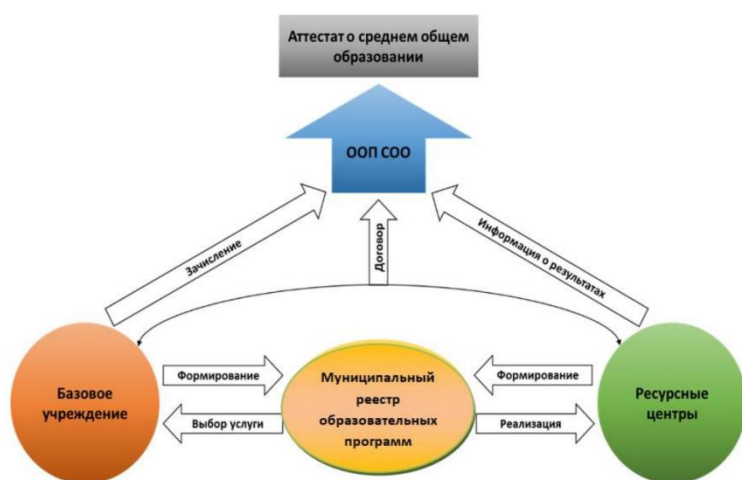 Аттестат о среднем общем
образовании
ООП СОО
Зачисление
Договор
Информация о результатах
Базовое
учреждение
Формирование
Выбор услуги
Муниципальный
реестр
образовательных
программ
Формирование
Реализация
Ресурсные
центры